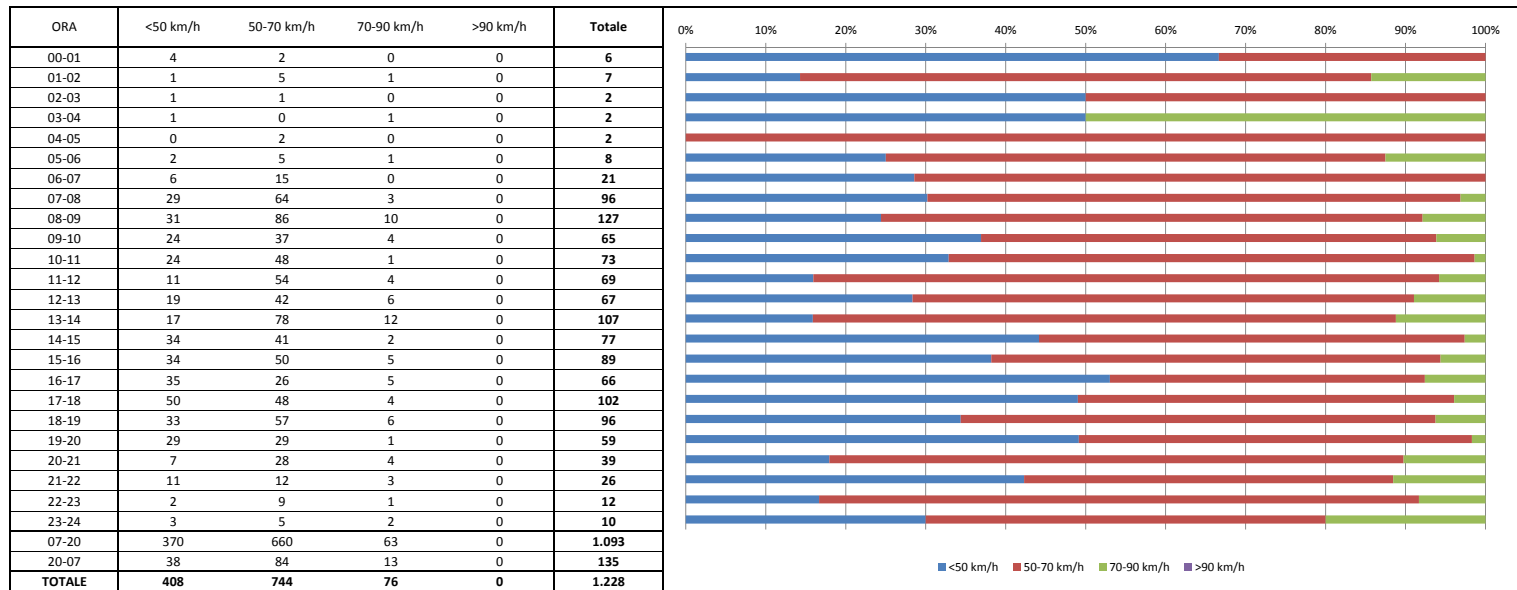 ORA <50 km/h 50-70 km/h 70-90 km/h >90 km/h Totale
0% 10% 20% 30% 40% 50% 60% 70% 80% 90% 100%
00-01 4 2 0 0 6
01-02 1 5 1 0 7
02-03 1 1 0 0 2
03-04 1 0 1 0 2
04-05 0 2 0 0 2
05-06 2 5 1 0 8
06-07 6 15 0 0 21
07-08 29 64 3 0 96
08-09 31 86 10 0 127
09-10 24 37 4 0 65
10-11 24 48 1 0 73
11-12 11 54 4 0 69
12-13 19 42 6 0 67
13-14 17 78 12 0 107
14-15 34 41 2 0 77
15-16 34 50 5 0 89
16-17 35 26 5 0 66
17-18 50 48 4 0 102
18-19 33 57 6 0 96
19-20 29 29 1 0 59
20-21 7 28 4 0 39
21-22 11 12 3 0 26
22-23 2 9 1 0 12
23-24 3 5 2 0 10
07-20 370 660 63 0 1.093
20-07 38 84 13 0 135
TOTALE 408 744 76 0 1.228
<50 km/h 50-70 km/h 70-90 km/h >90 km/h